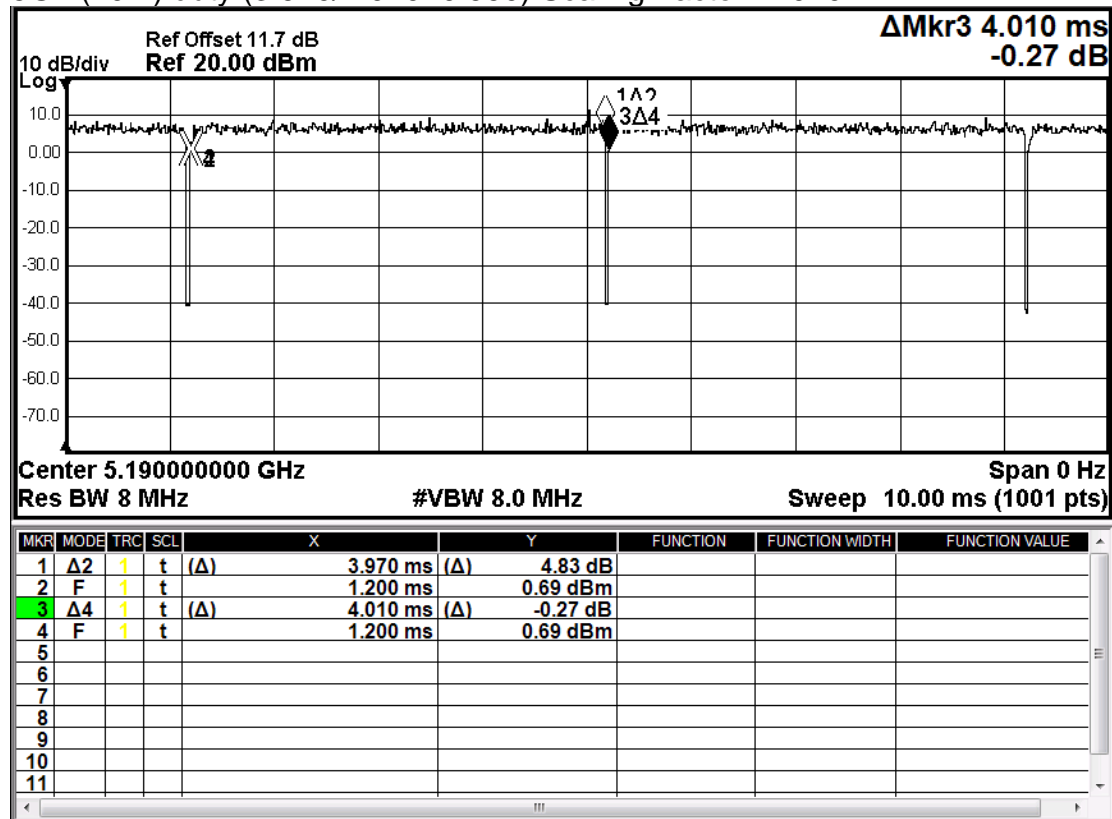 ΔMkr3 4.010 ms
Ref Offset 11.7 dB
10 dB/div Ref 20.00 dBm -0.27 dB
Log
10.0
0.00
-10.0
-20.0
-30.0
-40.0
-50.0
-60.0
-70.0
1Δ2
3Δ4
2
Center 5.190000000 GHz Span 0 Hz
Res BW 8 MHz #VBW 8.0 MHz Sweep 10.00 ms (1001 pts)
MKR MODE TRC SCL X Y FUNCTION FUNCTION WIDTH FUNCTION VALUE
1 Δ2 1 t (Δ) 3.970 ms (Δ) 4.83 dB
2 F 1 t 1.200 ms 0.69 dBm
3 Δ4 1 t (Δ) 4.010 ms (Δ) -0.27 dB
4 F 1 t 1.200 ms 0.69 dBm
5
6
7
8
9
10
11